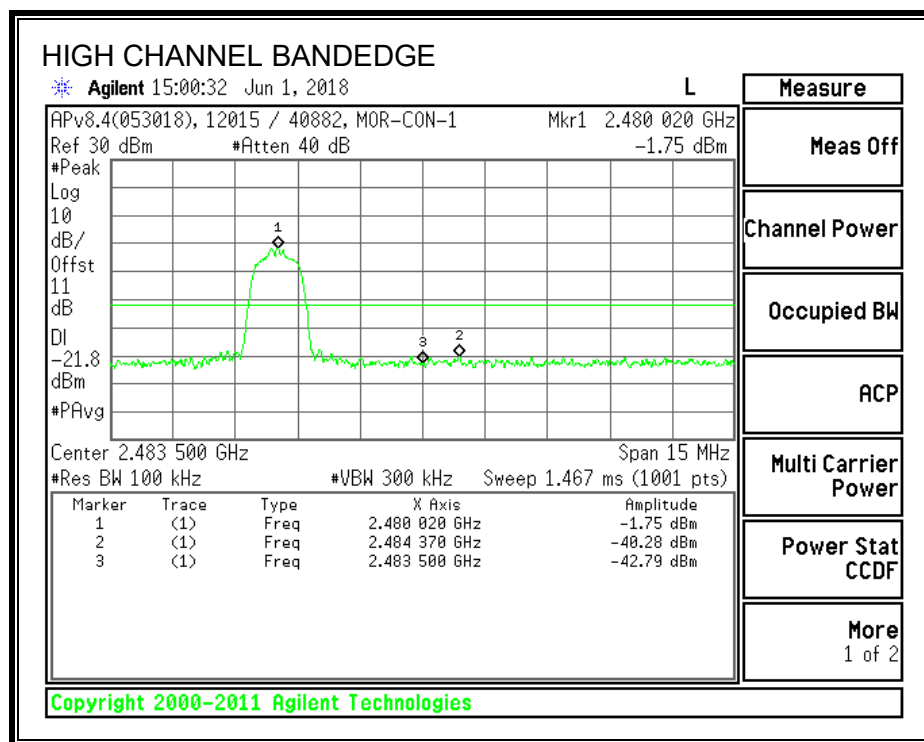 HIGH CHANNEL BANDEDGE
Agilent 15:00:32 Jun 1, 2018 L
Measure
APv8.4(053018), 12015 / 40882, MOR-CON-1 Mkr1 2.480 020 GHz
Ref 30 dBm #Atten 40 dB -1.75 dBm
#Peak
Log
10
dB/
Offst
11
dB
DI
-21.8
dBm
#PAvg
1
3
2
Center 2.483 500 GHz Span 15 MHz
#Res BW 100 kHz #VBW 300 kHz Sweep 1.467 ms (1001 pts)
Marker Trace Type X Axis Amplitude
1 (1) Freq 2.480 020 GHz -1.75 dBm
2 (1) Freq 2.484 370 GHz -40.28 dBm
3 (1) Freq 2.483 500 GHz -42.79 dBm
Meas Off
Channel Power
Occupied BW
ACP
Multi Carrier
Power
Power Stat
CCDF
More
1 of 2
Copyright 2000-2011 Agilent Technologies